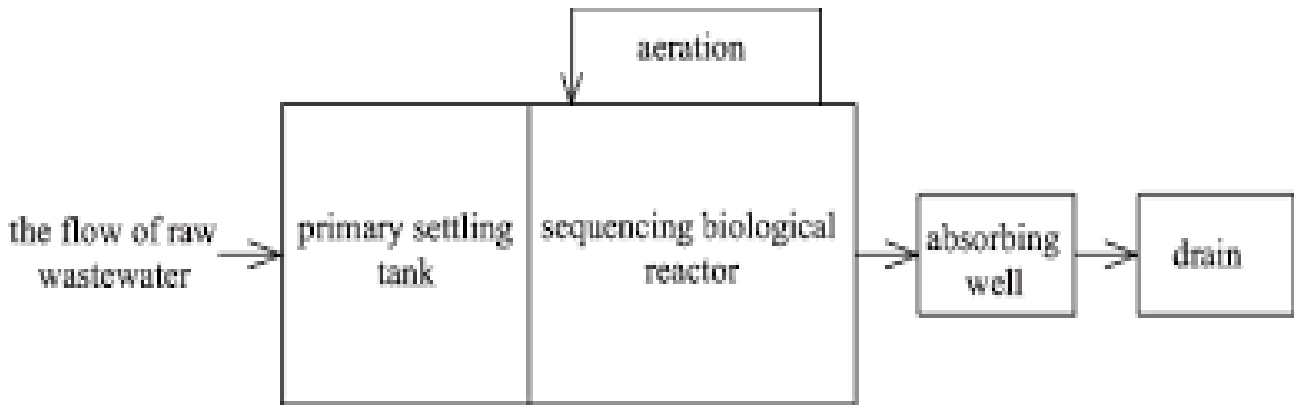 aeration
the flow of raw
wastewater
primary settling
tank
sequencing biological
reactor
absorbing
well
drain